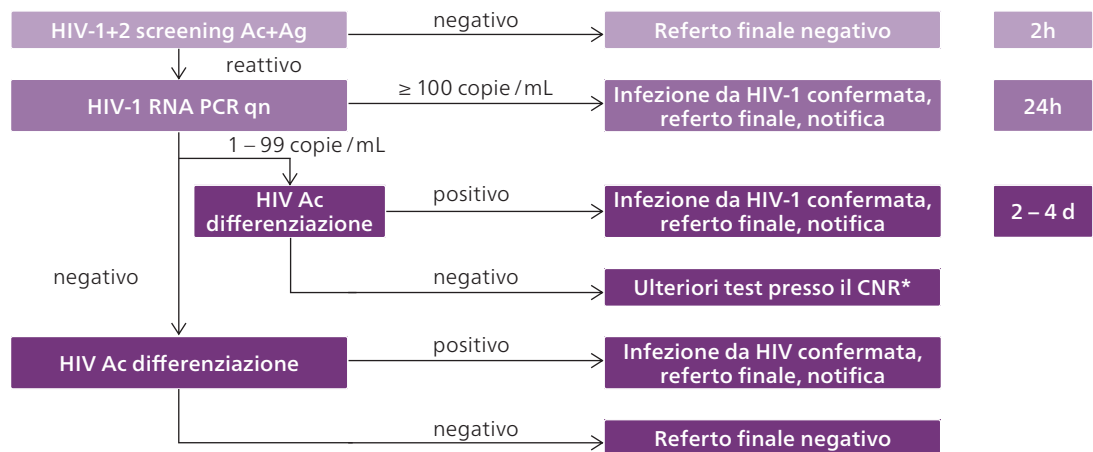 HIV-1+2 screening Ac+Ag
negativo
Referto finale negativo
2h
reattivo
HIV-1 RNA PCR qn
≥ 100 copie / mL
Infezione da HIV-1 confermata,
referto finale, notifica
24h
1 – 99 copie / mL
HIV Ac
differenziazione
positivo
Infezione da HIV-1 confermata,
referto finale, notifica
2 – 4 d
negativo
negativo
Ulteriori test presso il CNR*
HIV Ac differenziazione
positivo
Infezione da HIV confermata,
referto finale, notifica
negativo
Referto finale negativo